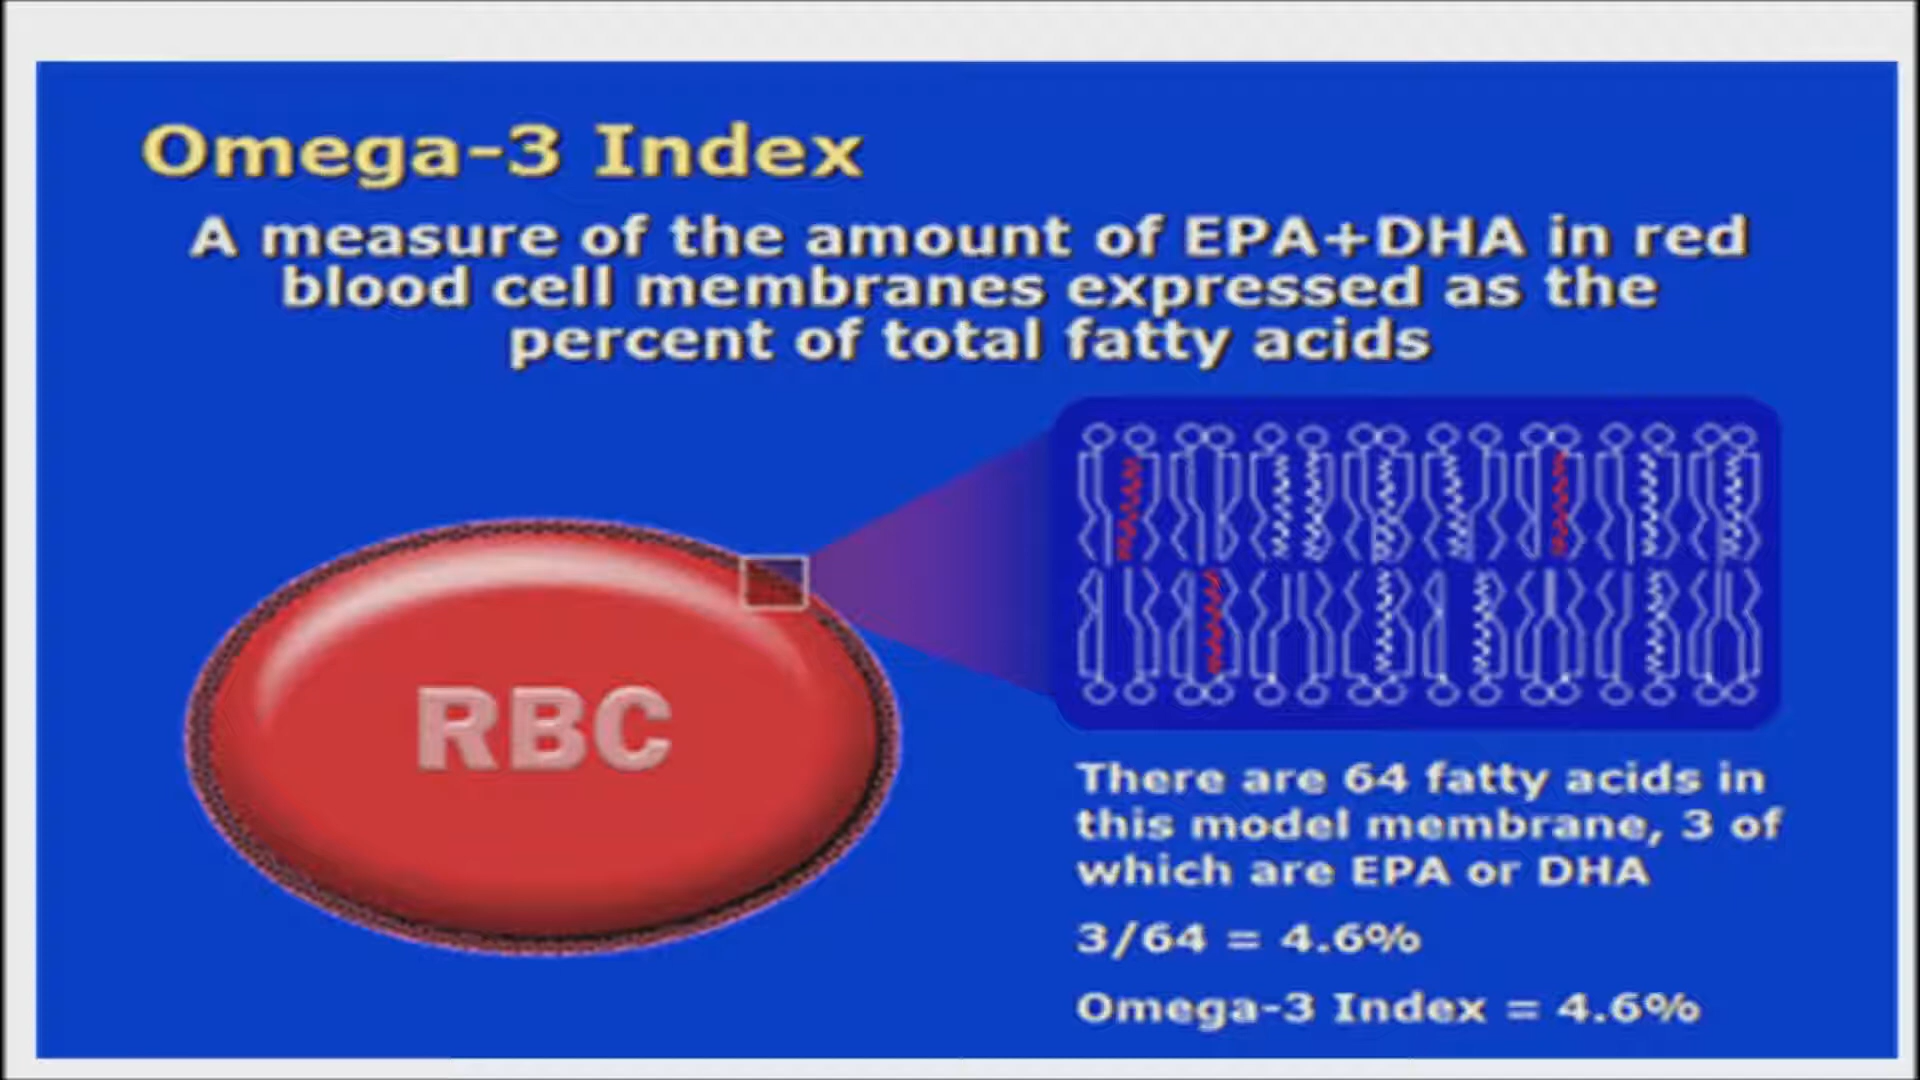 Omega-3 Index
A measure of the amount of EPA+DHA in red
blood cell membranes expressed as the
percent of total fatty acids
RBC
There are 64 fatty acids in
this model membrane, 3 of
which are EPA or DHA
3/64 = 4.6%
Omega-3 Index = 4.6%